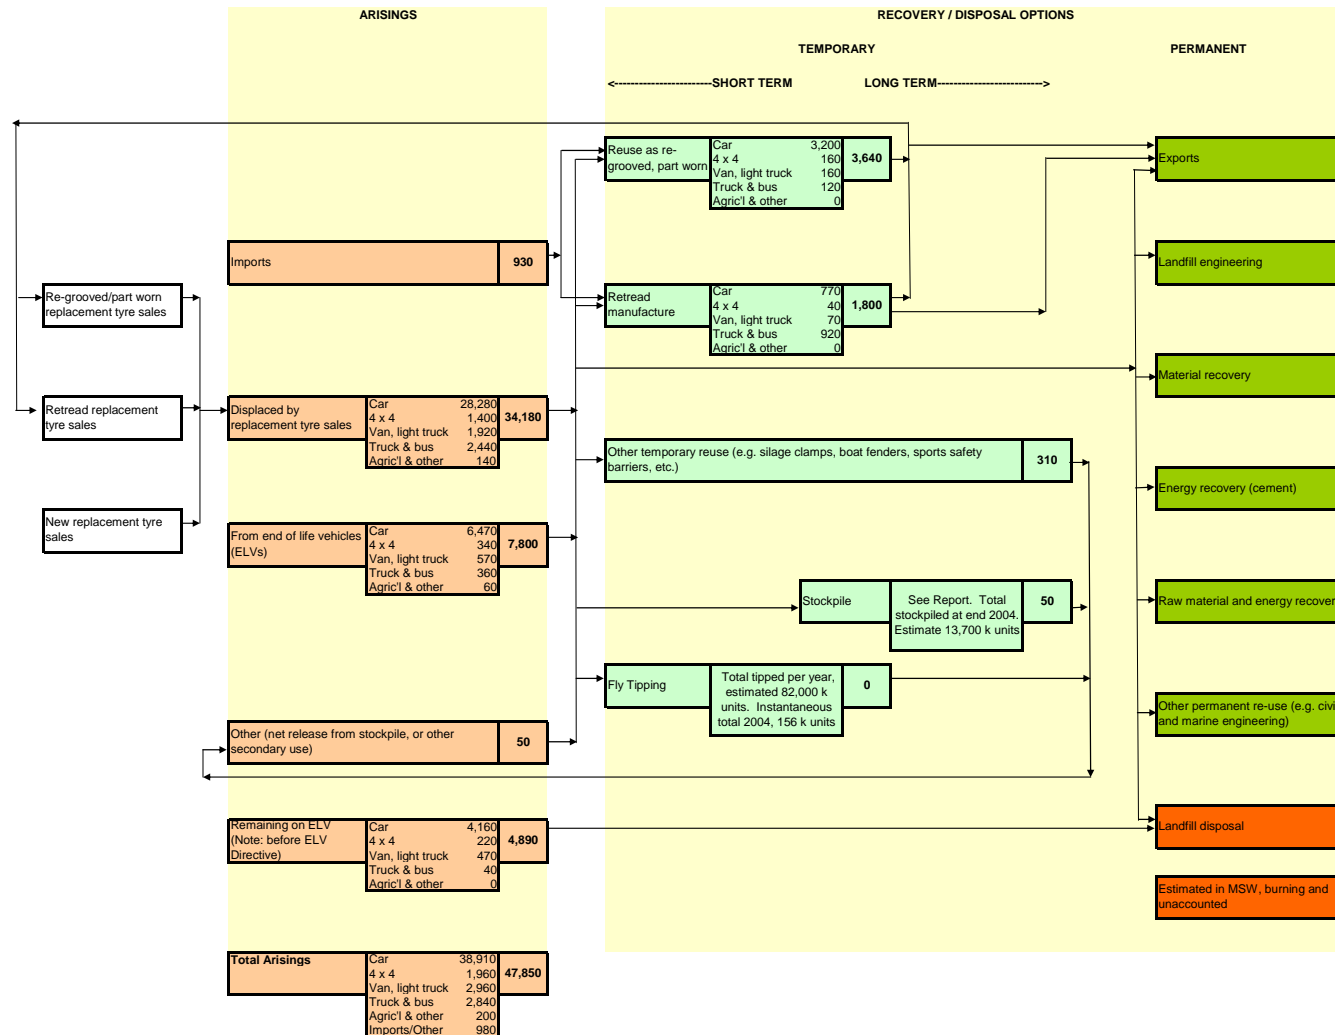 ARISINGS
RECOVERY / DISPOSAL OPTIONS
TEMPORARY
PERMANENT
<------------------------SHORT TERM
LONG TERM-------------------------->
Reuse as re-
grooved, part worn
Car 3,200
4 x 4 160
Van, light truck 160
Truck & bus 120
Agric'l & other 0
3,640
Exports
Imports
930
Landfill engineering
Re-grooved/part worn
replacement tyre sales
Retread
manufacture
Car 770
4 x 4 40
Van, light truck 70
Truck & bus 920
Agric'l & other 0
1,800
Material recovery
Retread replacement
tyre sales
Displaced by
replacement tyre sales
Car 28,280
4 x 4 1,400
Van, light truck 1,920
Truck & bus 2,440
Agric'l & other 140
34,180
Other temporary reuse (e.g. silage clamps, boat fenders, sports safety
barriers, etc.)
310
Energy recovery (cement)
New replacement tyre
sales
From end of life vehicles
(ELVs)
Car 6,470
4 x 4 340
Van, light truck 570
Truck & bus 360
Agric'l & other 60
7,800
Stockpile
See Report. Total
stockpiled at end 2004.
Estimate 13,700 k units
50
Raw material and energy recover
Fly Tipping
Total tipped per year,
estimated 82,000 k
units. Instantaneous
total 2004, 156 k units
0
Other permanent re-use (e.g. civi
and marine engineering)
Other (net release from stockpile, or other
secondary use)
50
Remaining on ELV
(Note: before ELV
Directive)
Car 4,160
4 x 4 220
Van, light truck 470
Truck & bus 40
Agric'l & other 0
4,890
Landfill disposal
Estimated in MSW, burning and
unaccounted
Total Arisings
Car 38,910
4 x 4 1,960
Van, light truck 2,960
Truck & bus 2,840
Agric'l & other 200
Imports/Other 980
47,850